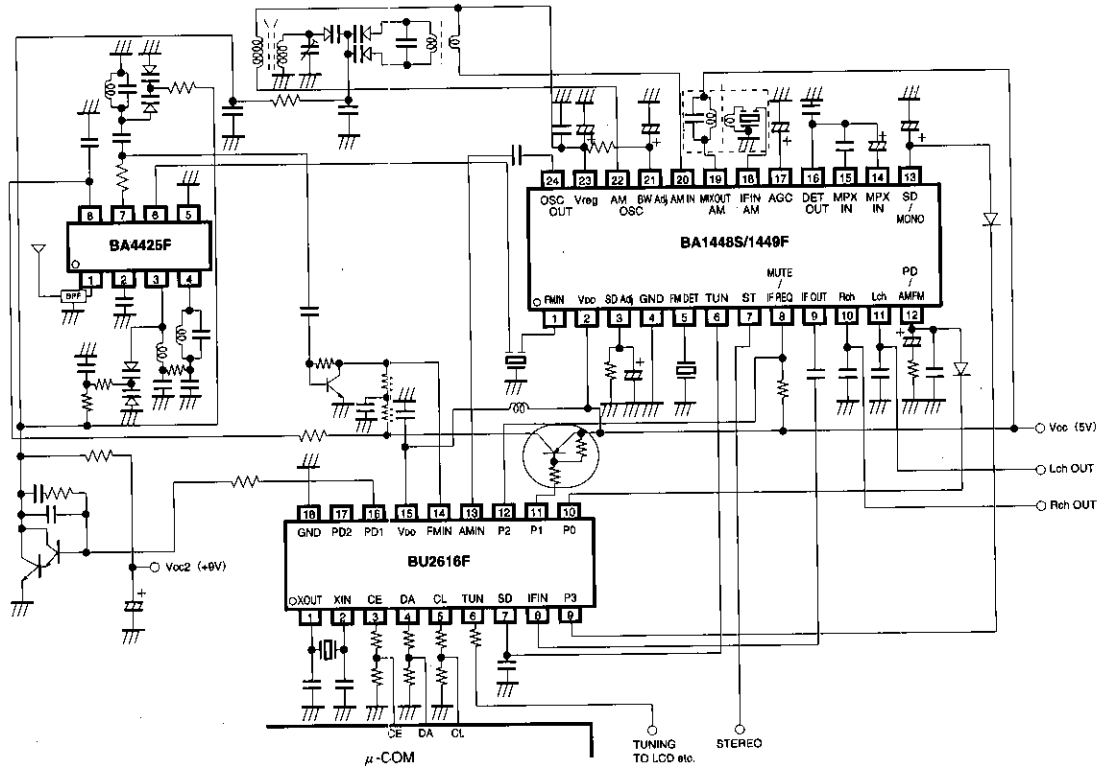 24 23 22 21 20 19 18 17 16 15 14 13
OSC OUT Vreg AM OSC BW Adj AM IN MIXOUT AM IFIN AM AGC DET OUT MPX IN MPX IN SD / MONO
BA1448S/1449F
FMIN VDD SD Adj GND FM DET TUN ST MUTE / IF REQ IF OUT Rch Lch PD / AMFM
1 2 3 4 5 6 7 8 9 10 11 12
8 7 6 5
BA4425F
1 2 3 4
BPF
Vcc (5V)
Lch OUT
Rch OUT
Vcc2 (+9V)
18 17 16 15 14 13 12 11 10
GND PD2 PD1 VDD FMIN AMIN P2 P1 P0
BU2616F
XOUT XIN CE DA CL TUN SD IFIN P3
1 2 3 4 5 6 7 8 9
CE DA CL
μ-COM
TUNING
TO LCD etc.
STEREO